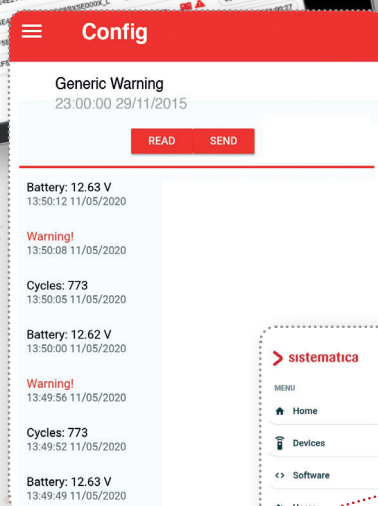 Config
Generic Warning
23:00:00 29/11/2015
READ SEND
Battery: 12.63 V
13:50:12 11/05/2020
Warning!
13:50:08 11/05/2020
Cycles: 773
13:50:05 11/05/2020
Battery: 12.62 V
13:50:00 11/05/2020
Warning!
13:49:56 11/05/2020
Cycles: 773
13:49:52 11/05/2020
Battery: 12.63 V
13:49:49 11/05/2020
sistematica
MENU
Home
Devices
Software